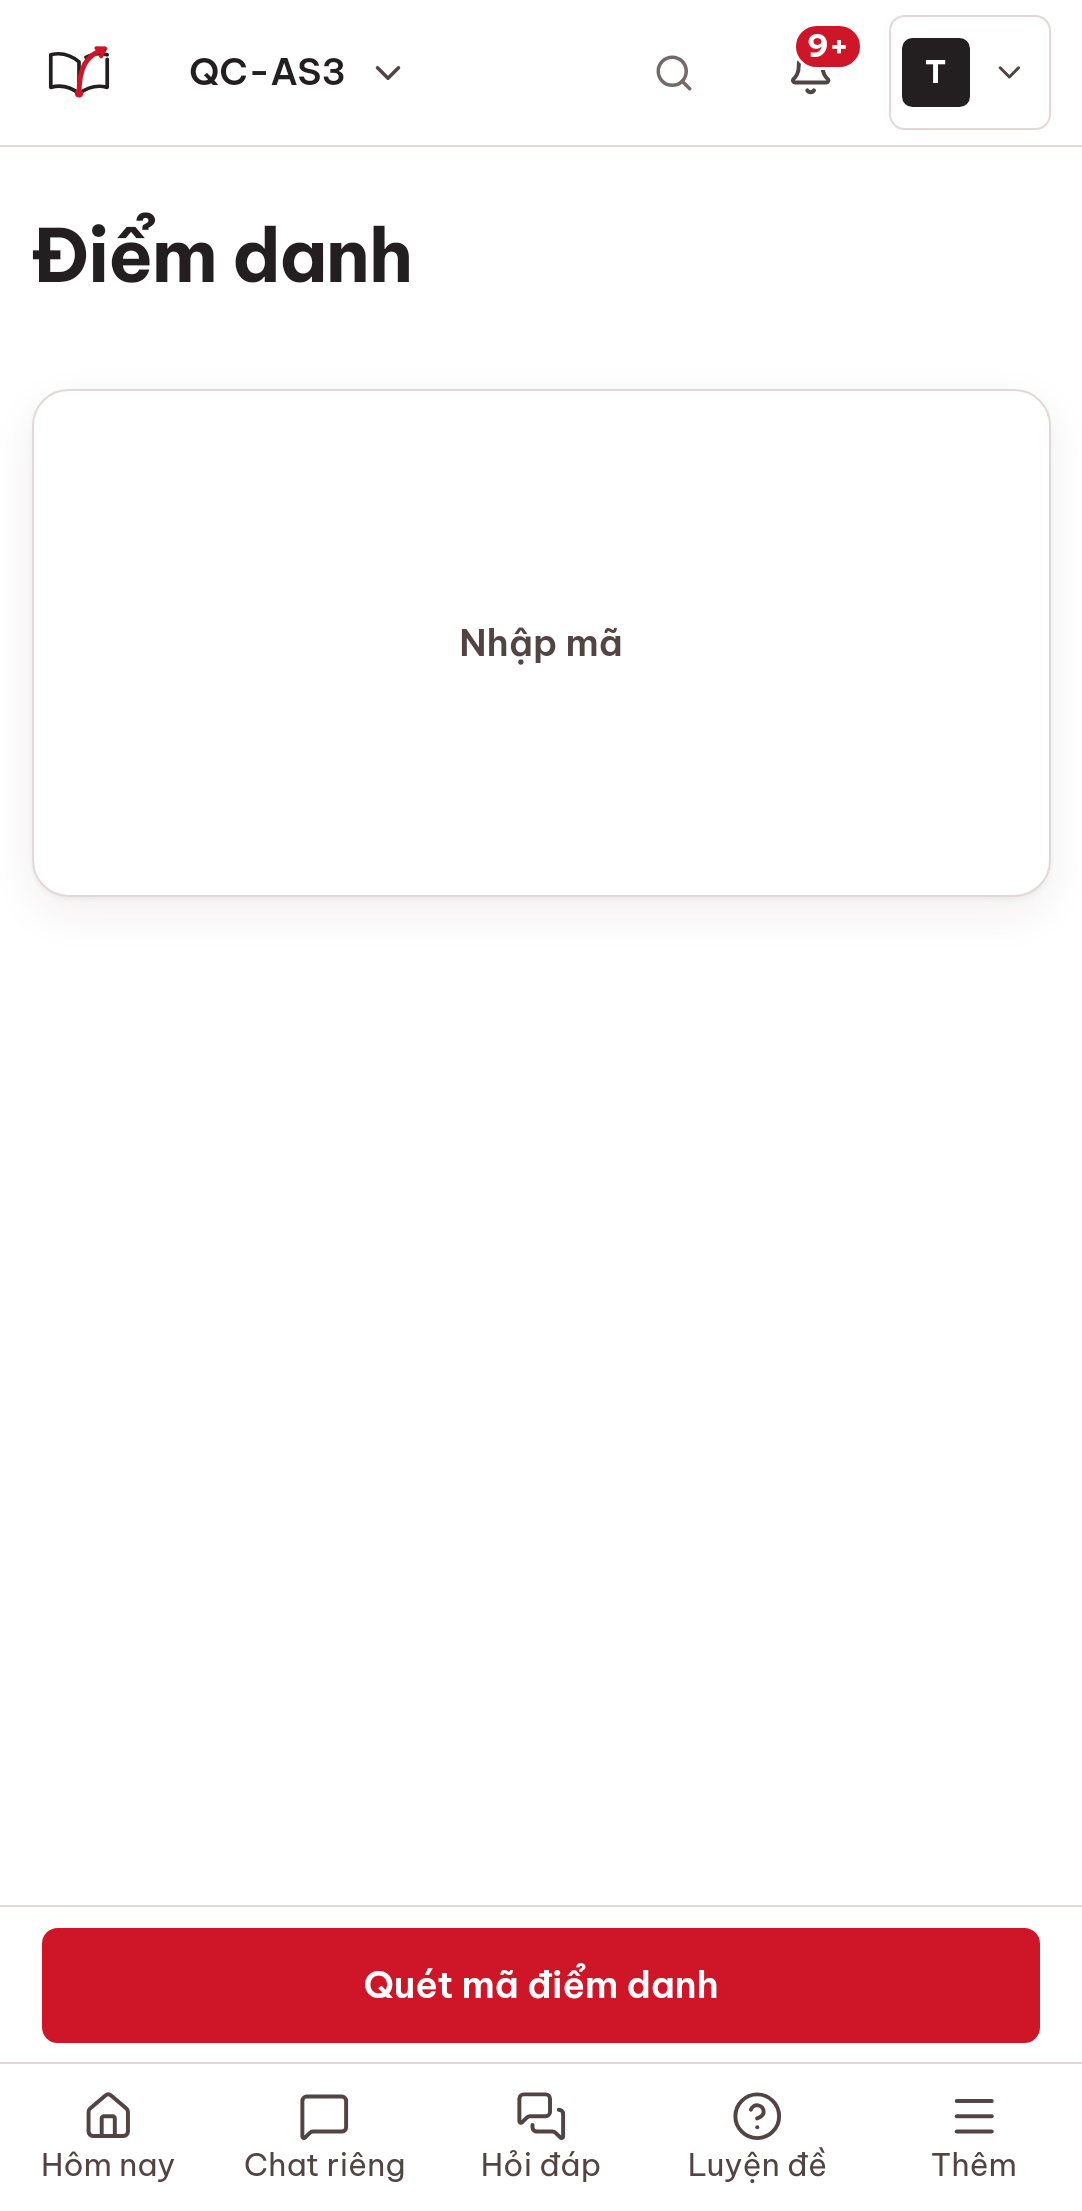 QC-AS3
9+
T
Điểm danh
Nhập mã
Quét mã điểm danh
Hôm nay
Chat riêng
Hỏi đáp
Luyện đề
Thêm